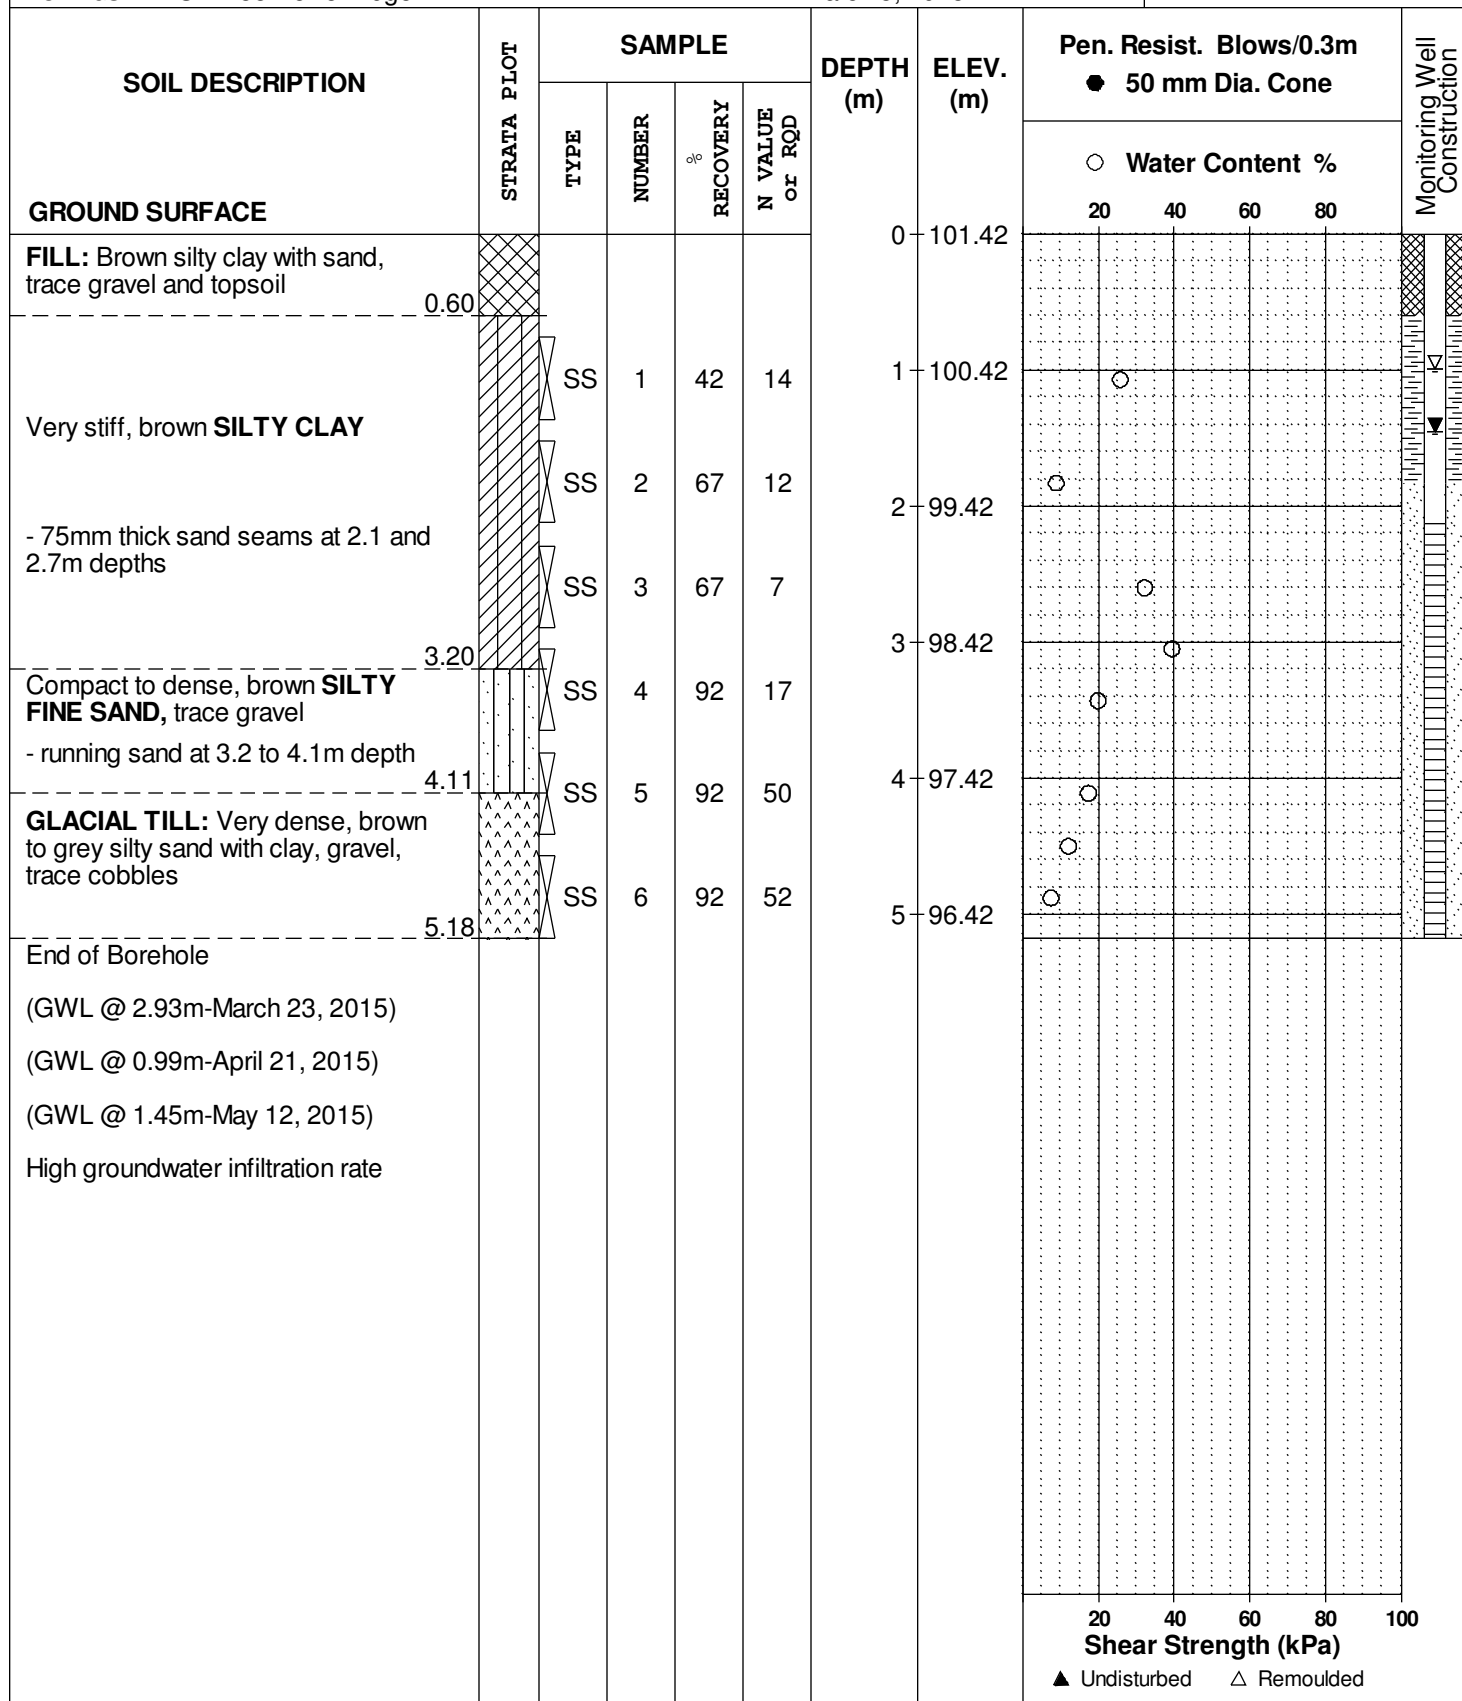 SOIL DESCRIPTION
GROUND SURFACE
STRATA PLOT
SAMPLE
TYPE
NUMBER
%
RECOVERY
N VALUE
or RQD
DEPTH
(m)
ELEV.
(m)
Pen. Resist. Blows/0.3m
● 50 mm Dia. Cone
○ Water Content %
20 40 60 80
Monitoring Well
Construction
0 101.42
FILL: Brown silty clay with sand,
trace gravel and topsoil
0.60
SS 1 42 14
1 100.42
Very stiff, brown SILTY CLAY
SS 2 67 12
2 99.42
- 75mm thick sand seams at 2.1 and
2.7m depths
SS 3 67 7
3 98.42
3.20
Compact to dense, brown SILTY
FINE SAND, trace gravel
SS 4 92 17
- running sand at 3.2 to 4.1m depth
4.11
4 97.42
SS 5 92 50
GLACIAL TILL: Very dense, brown
to grey silty sand with clay, gravel,
trace cobbles
SS 6 92 52
5 96.42
5.18
End of Borehole
(GWL @ 2.93m-March 23, 2015)
(GWL @ 0.99m-April 21, 2015)
(GWL @ 1.45m-May 12, 2015)
High groundwater infiltration rate
20 40 60 80 100
Shear Strength (kPa)
▲ Undisturbed △ Remoulded